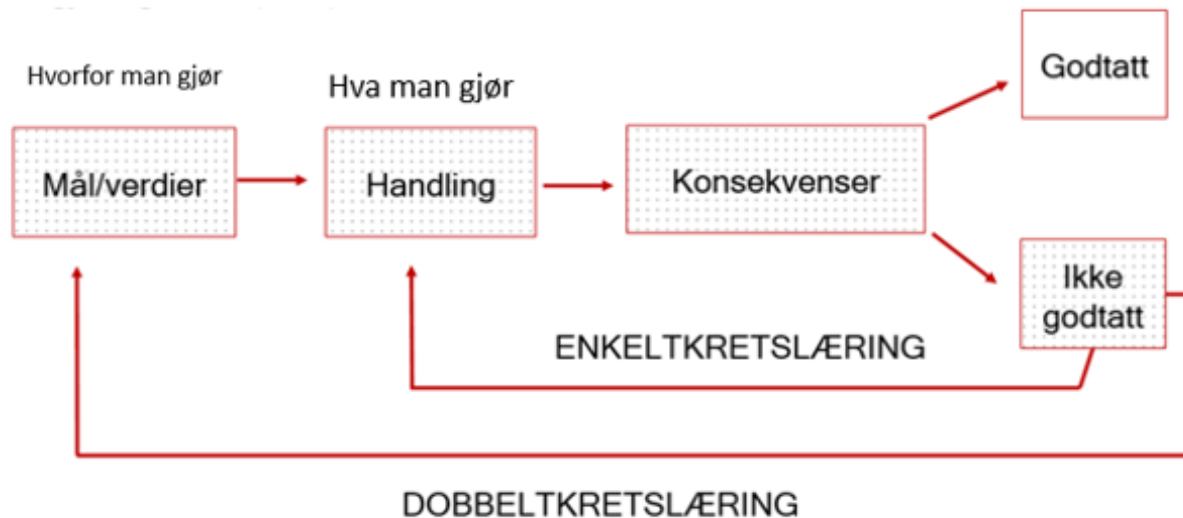 Hvorfor man gjør
Hva man gjør
Godtatt
Mål/verdier
Handling
Konsekvenser
Ikke
godtatt
ENKELTKRETSLÆRING
DOBBELTKRETSLÆRING